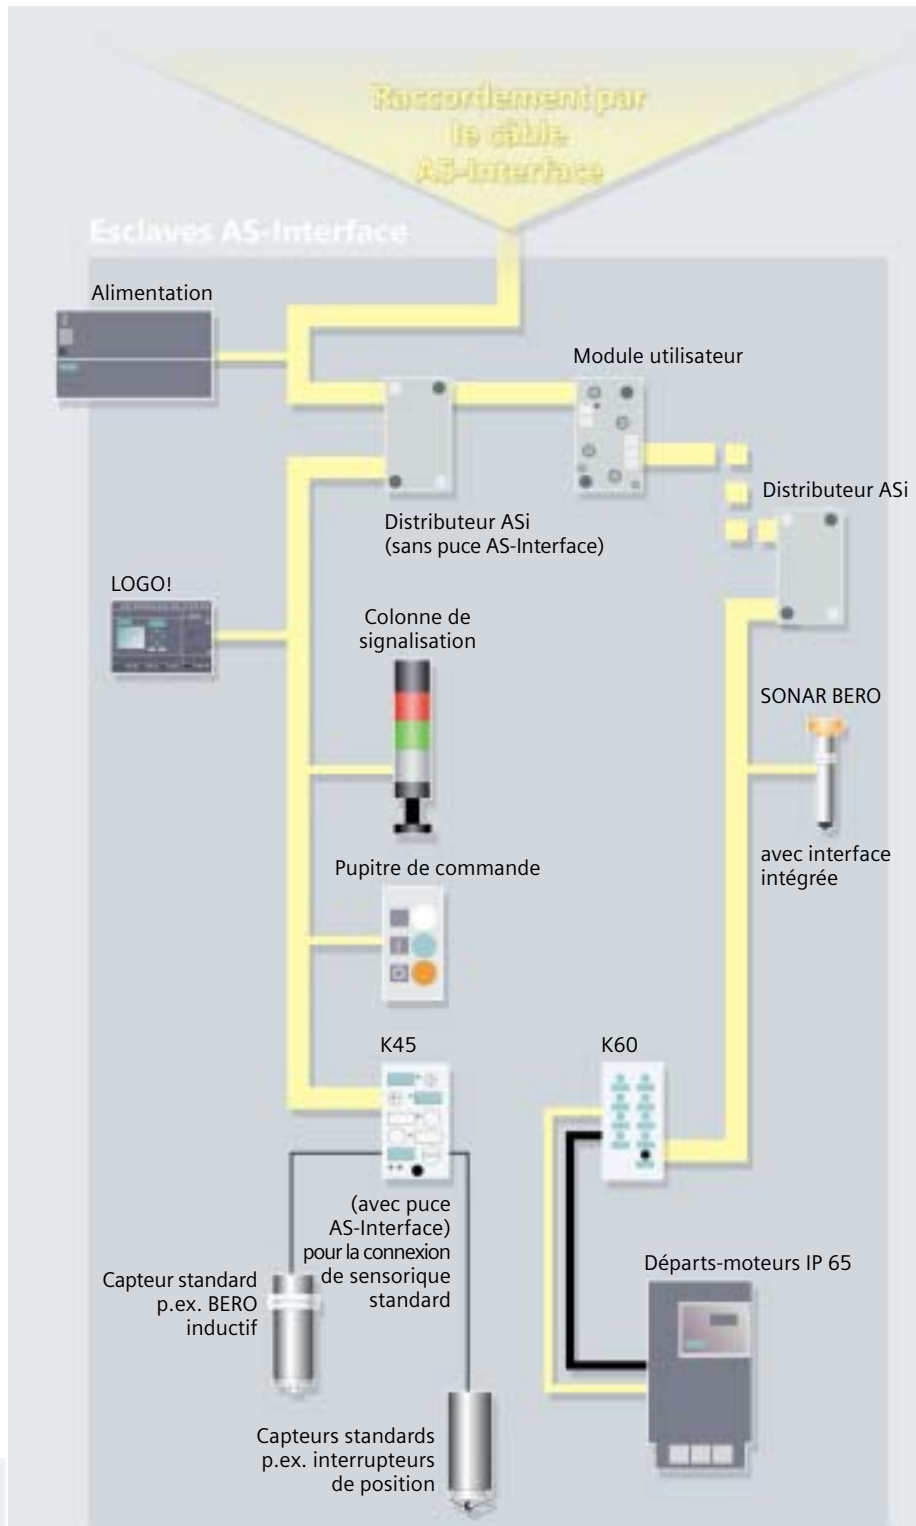 Raccordement par
le câble
AS-Interface
Esclaves AS-Interface
Alimentation
Module utilisateur
Distributeur ASi
Distributeur ASi
(sans puce AS-Interface)
LOGO!
Colonne de
signalisation
SONAR BERO
avec interface
intégrée
Pupitre de commande
K45
K60
(avec puce
AS-Interface)
pour la connexion
de sensorique
standard
Départs-moteurs IP 65
Capteur standard
p.ex. BERO
inductif
Capteurs standards
p.ex. interrupteurs
de position